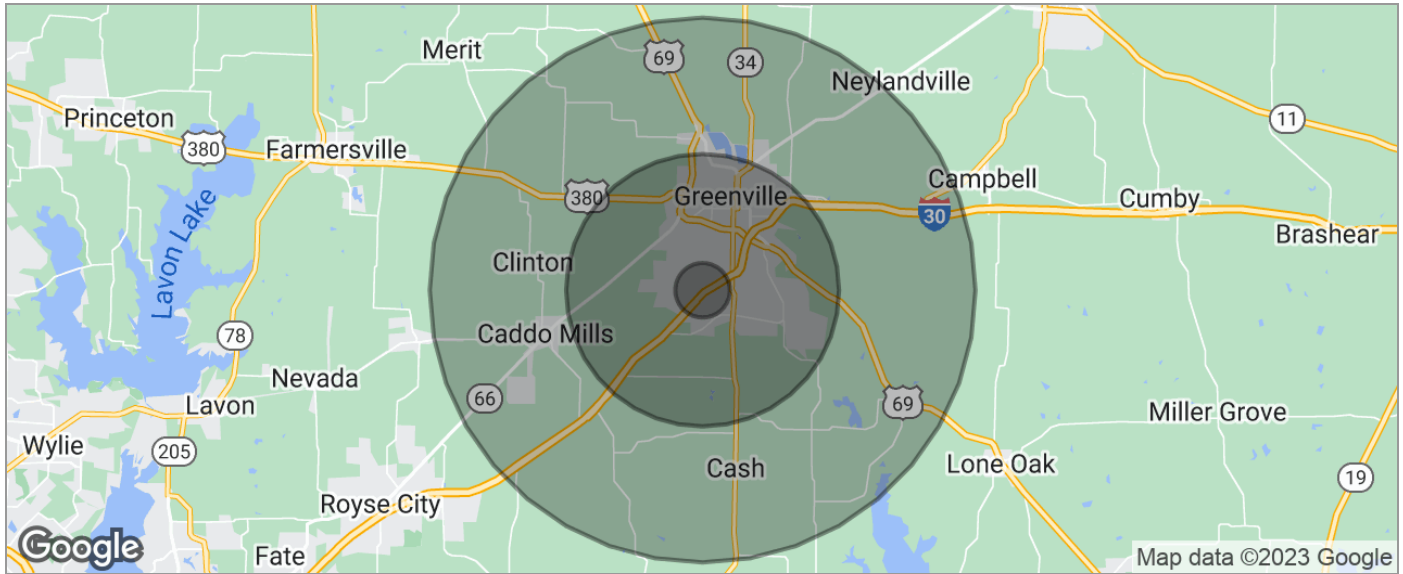 Merit
69
34
Neylandville
Princeton
380
Farmersville
11
Lavon Lake
380
Greenville
Campbell
Cumby
30
Brashear
Clinton
78
Caddo Mills
Nevada
66
Lavon
69
Miller Grove
Wylie
205
Cash
Lone Oak
19
Royse City
Google
Fate
Map data ©2023 Google